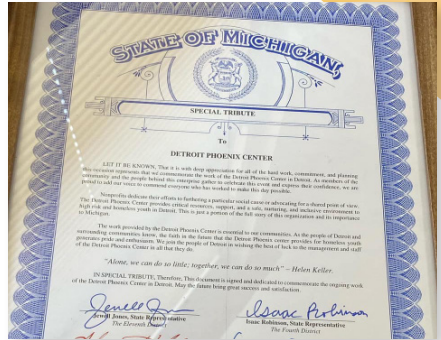 STATE OF MICHIGAN
SPECIAL TRIBUTE
To
DETROIT PHOENIX CENTER
LET IT BE KNOWN, That it is with deep appreciation for all of the hard work, commitment, and planning
this occasion represents that we commemorate the work of the Detroit Phoenix Center in Detroit. As members of the
community and the people behind this enterprise gather to celebrate this event and express their confidence, we are
proud to add our voice to commend everyone who has worked to make this day possible.
Nonprofits dedicate their efforts to furthering a particular social cause or advocating for a shared point of view.
The Detroit Phoenix Center provides critical resources, support, and a safe, nurturing, and inclusive environment to
high risk and homeless youth in Detroit. This is just a portion of the full story of this organization and its importance
to Michigan.
The work provided by the Detroit Phoenix Center is essential to our communities. As the people of Detroit and
surrounding communities know, the faith in the future that the Detroit Phoenix center provides for homeless youth
generates pride and enthusiasm. We join the people of Detroit in wishing the best of luck to the management and staff
of the Detroit Phoenix Center in all that they do.
"Alone, we can do so little; together, we can do so much" – Helen Keller.
IN SPECIAL TRIBUTE, Therefore, This document is signed and dedicated to commemorate the ongoing work
of the Detroit Phoenix Center in Detroit. May the future bring great success and satisfaction.
Jewell Jones, State Representative
The Eleventh District
Isaac Robinson
Isaac Robinson, State Representative
The Fourth District